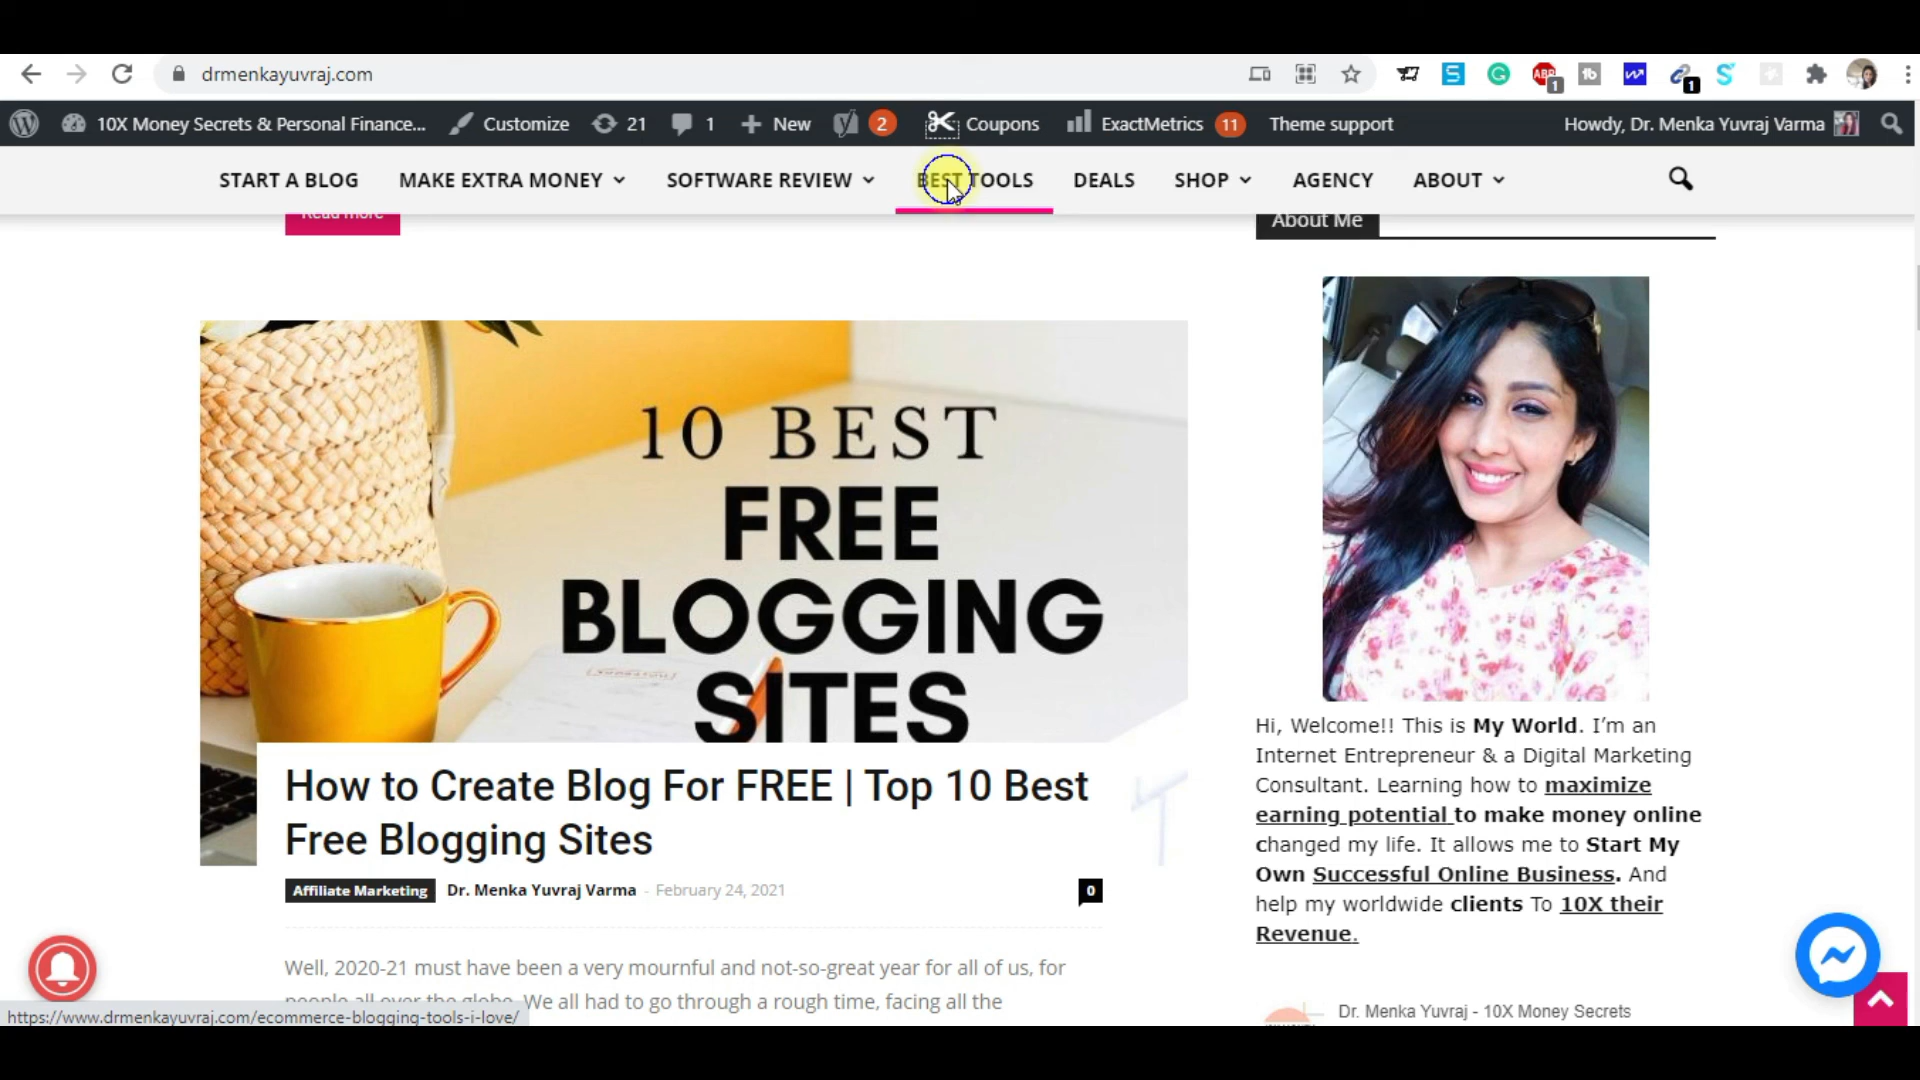 drmenkayuvraj.com
10X Money Secrets & Personal Finance... Customize 21 1 New 2 Coupons ExactMetrics 11 Theme support Howdy, Dr. Menka Yuvraj Varma
START A BLOG MAKE EXTRA MONEY SOFTWARE REVIEW BEST TOOLS DEALS SHOP AGENCY ABOUT
Read more
About Me
10 BEST
FREE
BLOGGING
SITES
How to Create Blog For FREE | Top 10 Best
Free Blogging Sites
Affiliate Marketing Dr. Menka Yuvraj Varma - February 24, 2021 0
Well, 2020-21 must have been a very mournful and not-so-great year for all of us, for
people all over the globe. We all had to go through a rough time, facing all the
https://www.drmenkayuvraj.com/ecommerce-blogging-tools-i-love/
Hi, Welcome!! This is My World. I’m an
Internet Entrepreneur & a Digital Marketing
Consultant. Learning how to maximize
earning potential to make money online
changed my life. It allows me to Start My
Own Successful Online Business. And
help my worldwide clients To 10X their
Revenue.
Dr. Menka Yuvraj - 10X Money Secrets